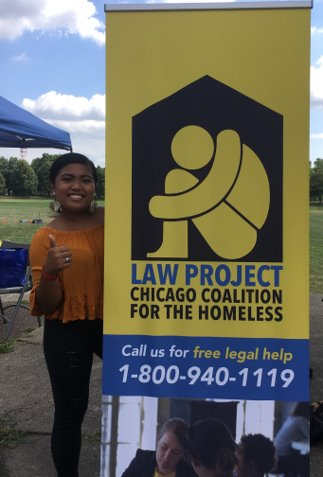 LAW PROJECT
CHICAGO COALITION
FOR THE HOMELESS
Call us for free legal help
1-800-940-1119